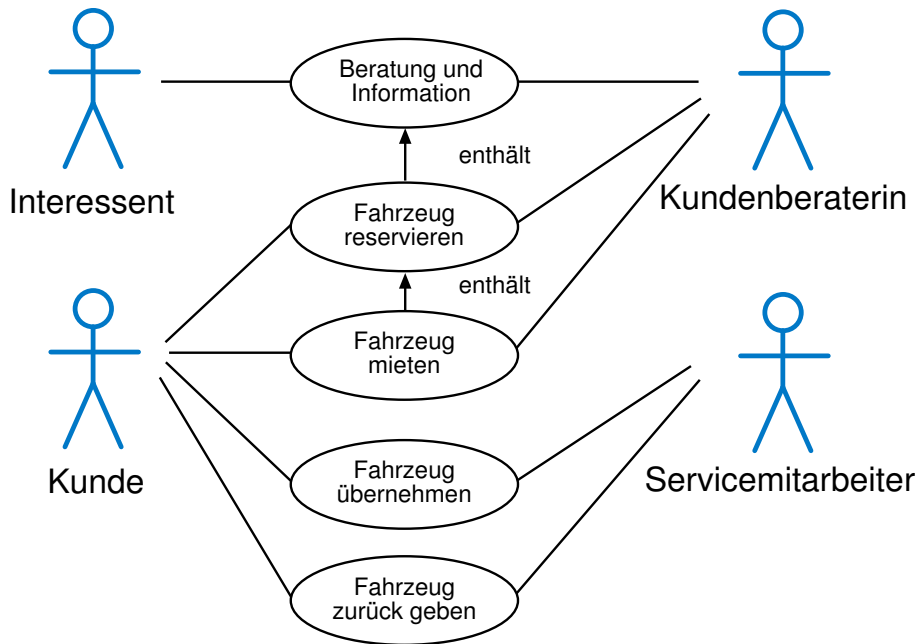 Beratung und
Information
enthält
Interessent
Kundenberaterin
Fahrzeug
reservieren
enthält
Fahrzeug
mieten
Kunde
Servicemitarbeiter
Fahrzeug
übernehmen
Fahrzeug
zurück geben